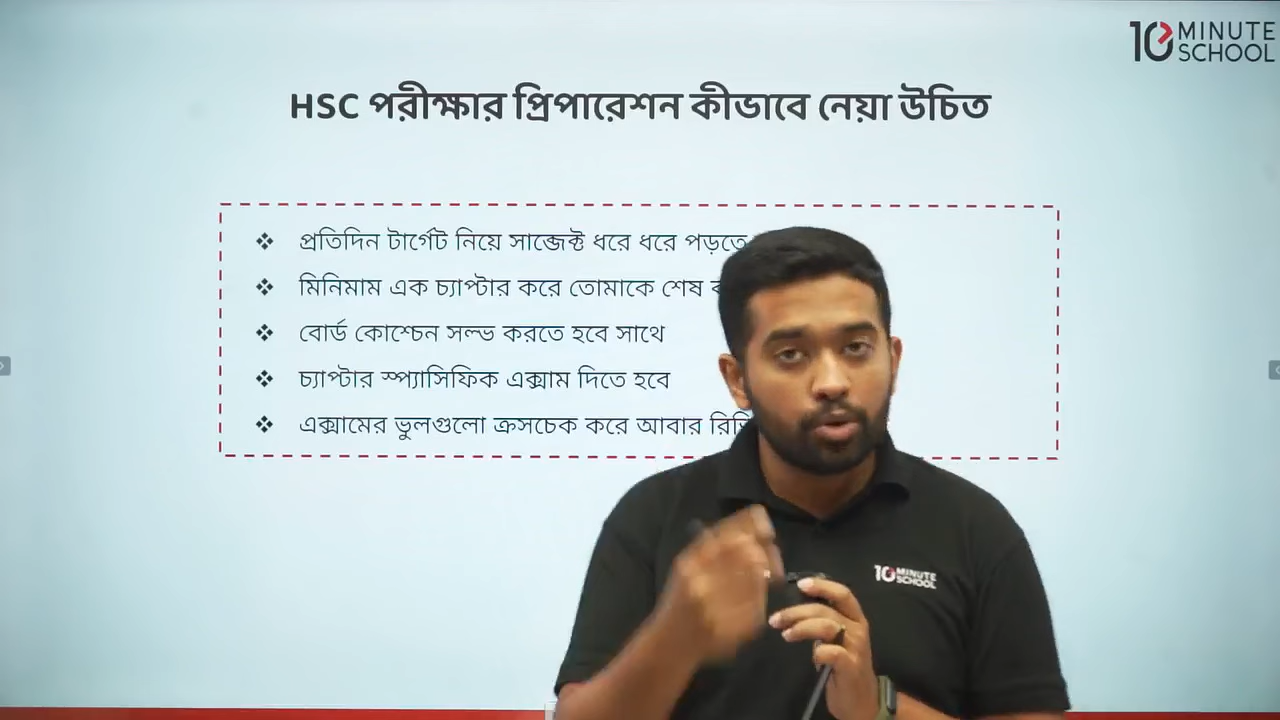 10 MINUTE SCHOOL
HSC পরীক্ষার প্রিপারেশন কীভাবে নেয়া উচিত
❖ প্রতিদিন টার্গেট নিয়ে সাব্জেক্ট ধরে ধরে পড়তে
❖ মিনিমাম এক চ্যাপ্টার করে তোমাকে শেষ
❖ বোর্ড কোশ্চেন সল্ভ করতে হবে সাথে
❖ চ্যাপ্টার স্প্যাসিফিক এক্সাম দিতে হবে
❖ এক্সামের ভুলগুলো ক্রসচেক করে আবার
10 MINUTE SCHOOL